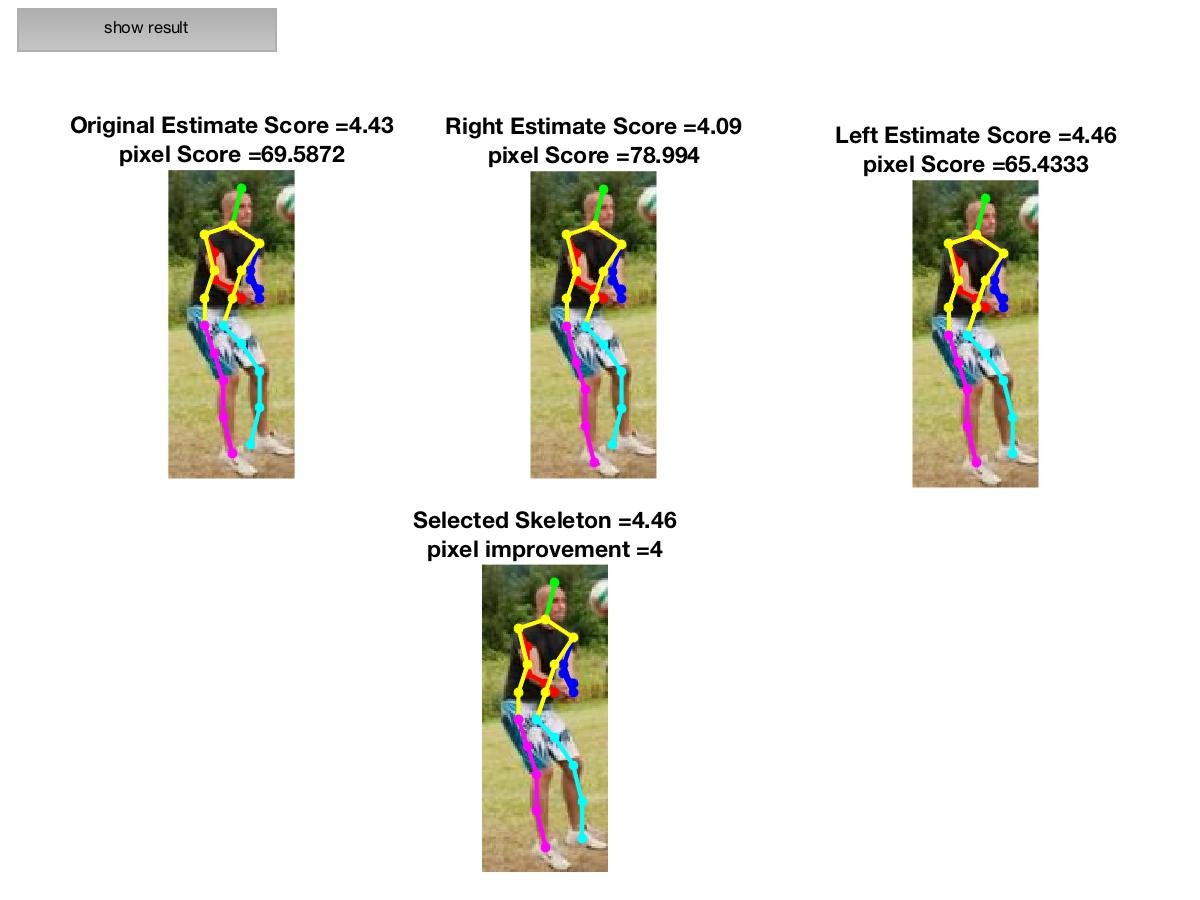 show result
Original Estimate Score =4.43
pixel Score =69.5872
Right Estimate Score =4.09
pixel Score =78.994
Left Estimate Score =4.46
pixel Score =65.4333
Selected Skeleton =4.46
pixel improvement =4